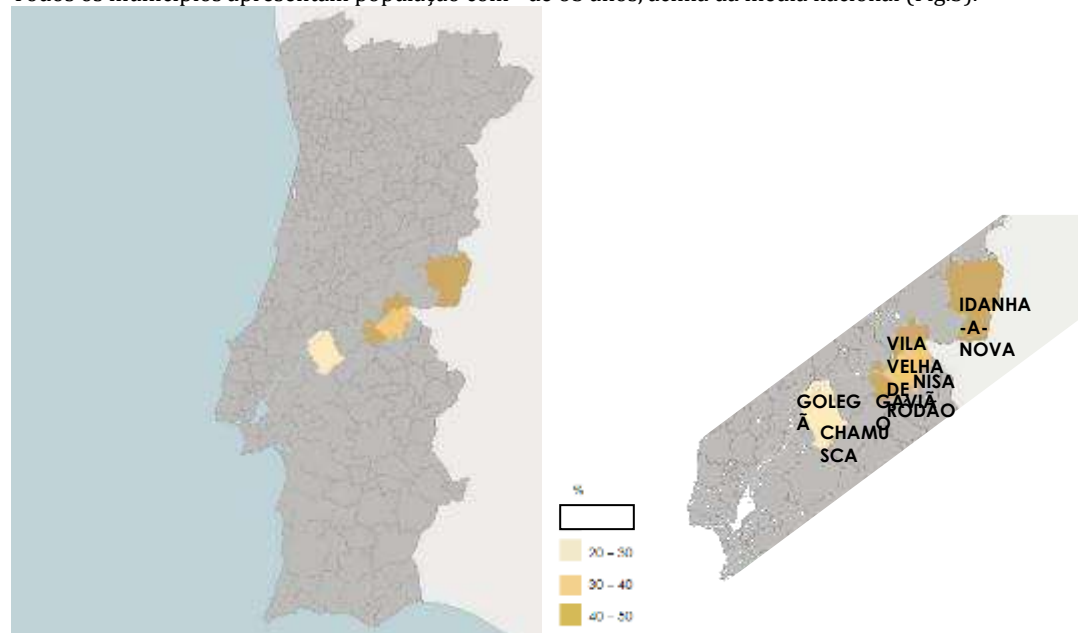 Todos os municípios apresentam população com de 65 anos, acima da média nacional (Fig.3).
IDANHA
-A-
NOVA
VILA
VELHA
DE
NISA
GAVIÃ
O
RÓDÃO
GOLEG
Ã
CHAMU
SCA
%
20 – 30
30 – 40
40 – 50